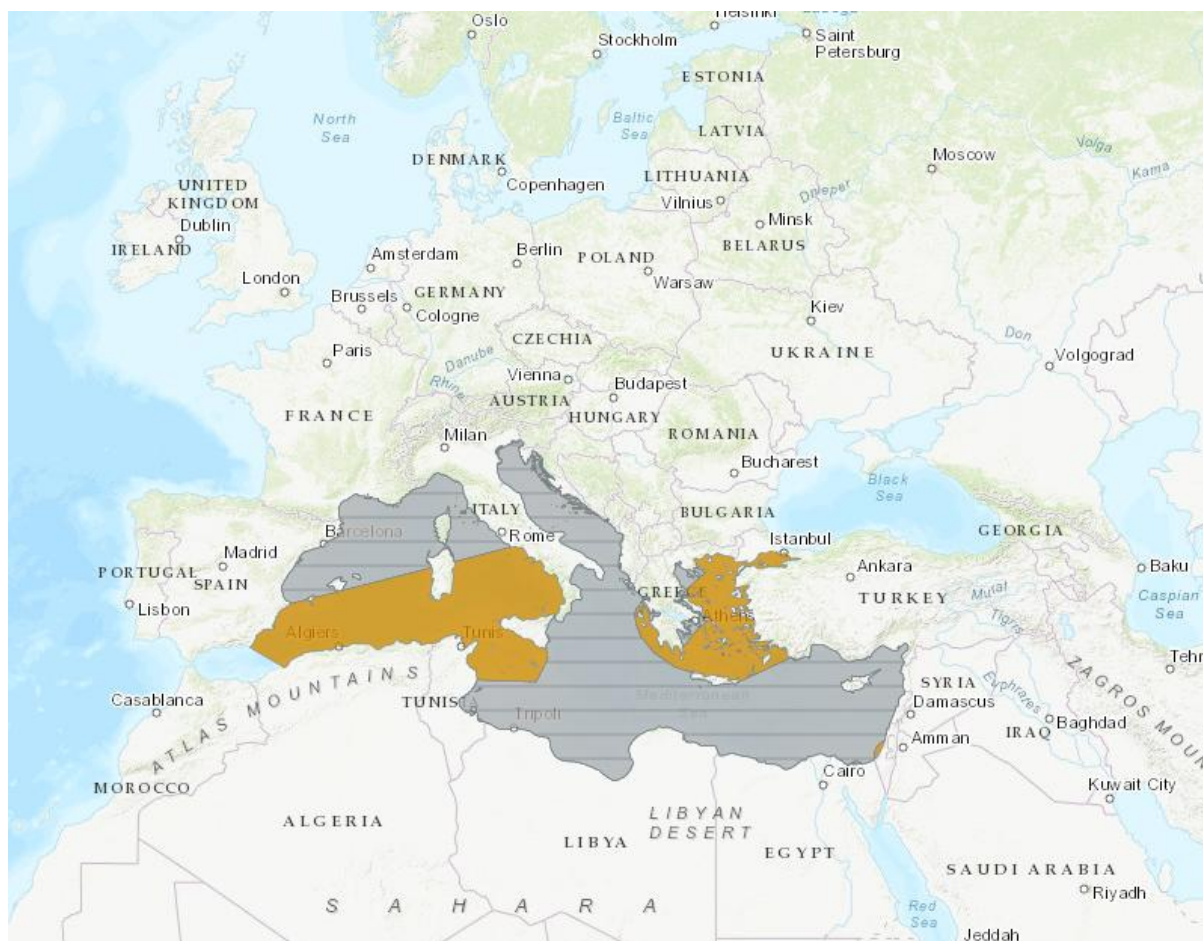 Oslo
Helsinki
Stockholm
Saint
Petersburg
ESTONIA
North
Sea
Baltic
Sea
LATVIA
Volga
Moscow
DENMARK
Copenhagen
LITHUANIA
Vilnius
Dnieper
Kama
UNITED
KINGDOM
Dublin
IRELAND
Minsk
BELARUS
Amsterdam
Berlin
POLAND
Warsaw
London
Brussels
GERMANY
Cologne
Kiev
CZECHIA
UKRAINE
Don
Volgograd
Paris
Danube
Rhine
Vienna
Budapest
AUSTRIA
HUNGARY
FRANCE
Milan
ROMANIA
Bucharest
Black
Sea
BULGARIA
GEORGIA
ITALY
Rome
Barcelona
Istanbul
Madrid
PORTUGAL
SPAIN
Lisbon
GREECE
Athens
Ankara
TURKEY
Murat
Tigris
Baku
Caspian
Sea
Algiers
Tunis
Tehr
Casablanca
ATLAS MOUNTAINS
TUNISIA
Tripoli
Mediterranean
Sea
SYRIA
Damascus
Euphrates
Baghdad
IRAQ
Amman
ZAGROS MOUN
MOROCCO
Cairo
Kuwait City
ALGERIA
LIBYA
LIBYAN
DESERT
EGYPT
SAUDI ARABIA
Riyadh
SAHARA
Red
Sea
Jeddah